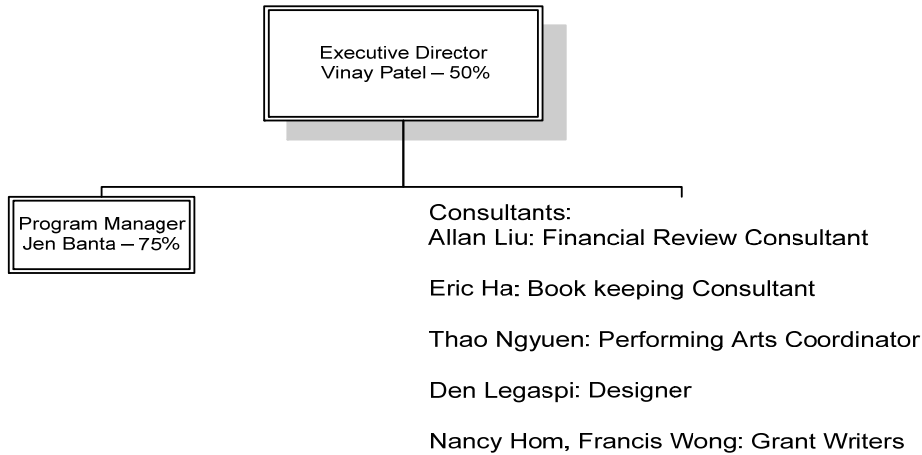 Executive Director
Vinay Patel – 50%
Program Manager
Jen Banta – 75%
Consultants:
Allan Liu: Financial Review Consultant
Eric Ha: Book keeping Consultant
Thao Ngyuen: Performing Arts Coordinator
Den Legaspi: Designer
Nancy Hom, Francis Wong: Grant Writers